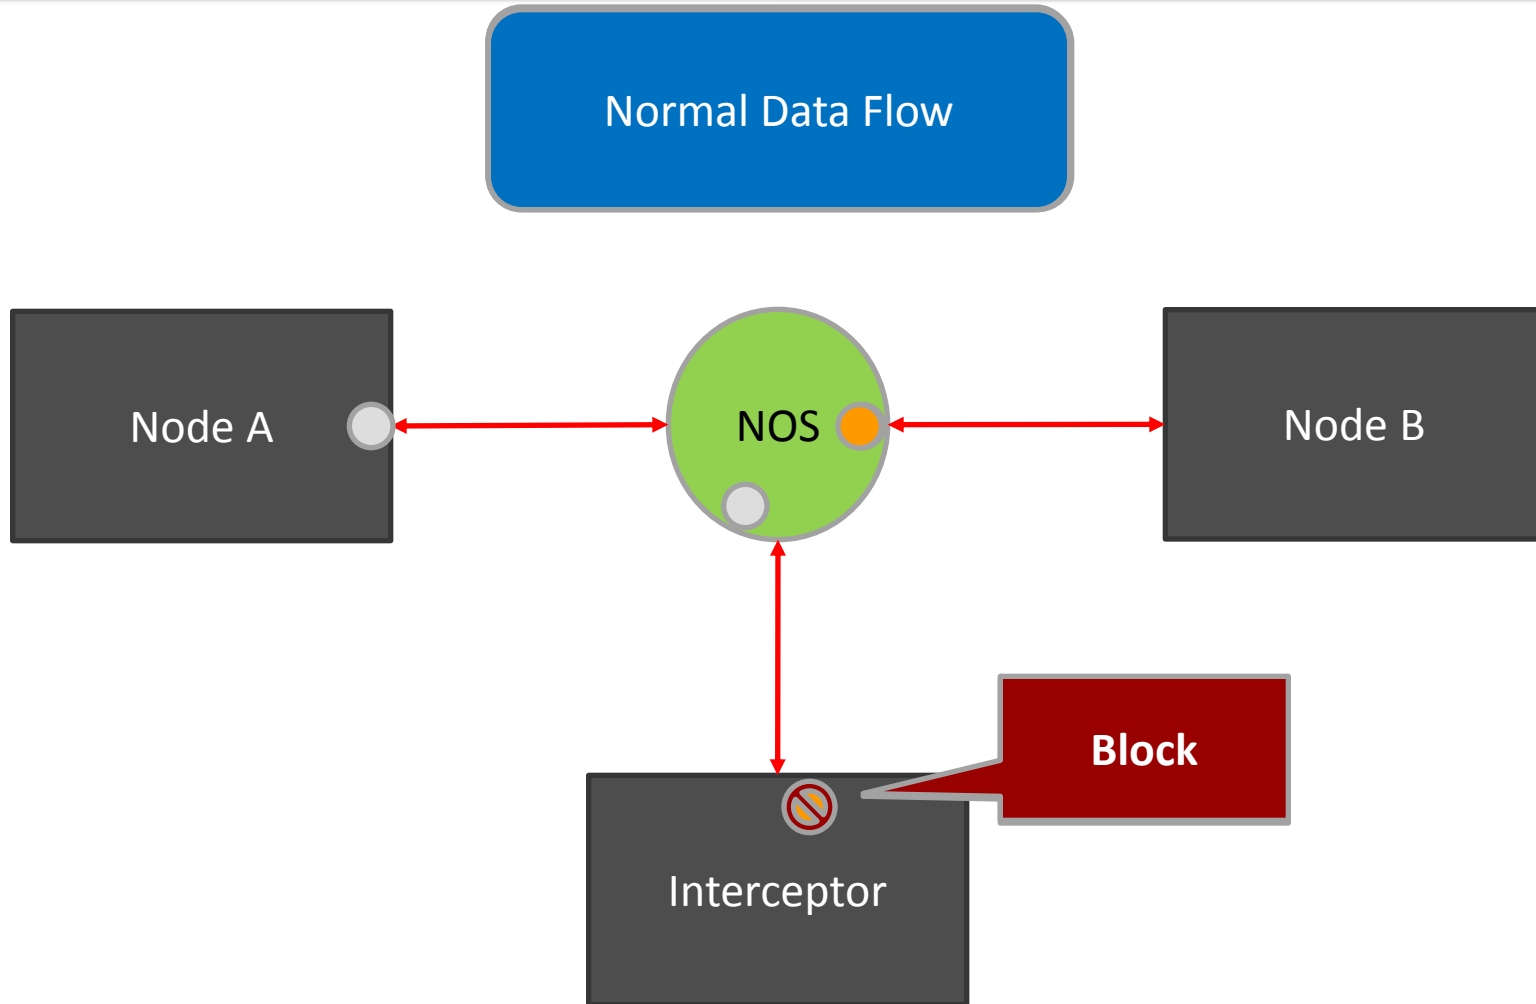 Normal Data Flow
Node A
NOS
Node B
Block
Interceptor